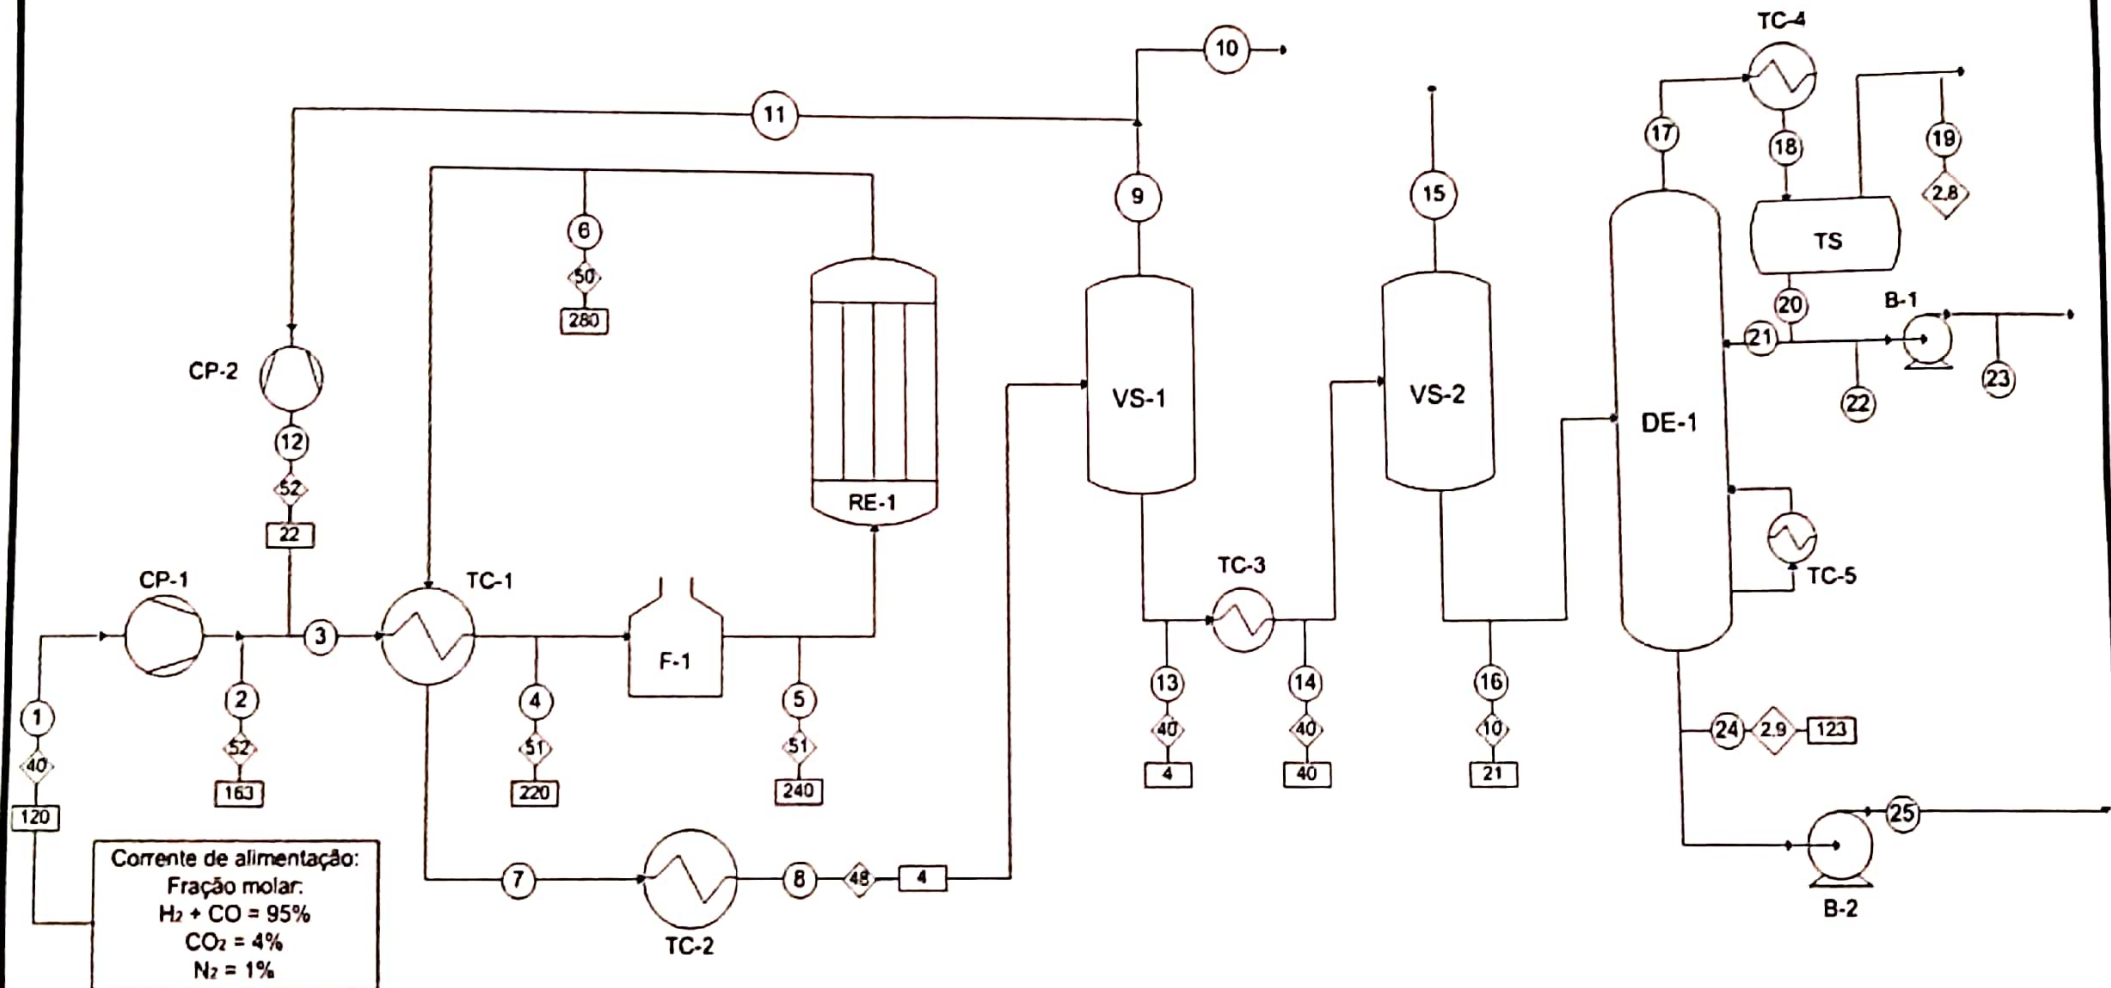 TC-4
10
11
17
18
19
2.8
9
15
6
50
280
TS
20
B-1
21
22
23
CP-2
12
52
22
VS-1
VS-2
DE-1
RE-1
TC-3
TC-5
CP-1
TC-1
3
F-1
1
40
120
2
52
163
4
51
220
5
51
240
13
40
4
14
40
40
16
10
21
24
2.9
123
7
TC-2
8
48
4
25
B-2
Corrente de alimentação:
Fração molar:
H₂ + CO = 95%
CO₂ = 4%
N₂ = 1%